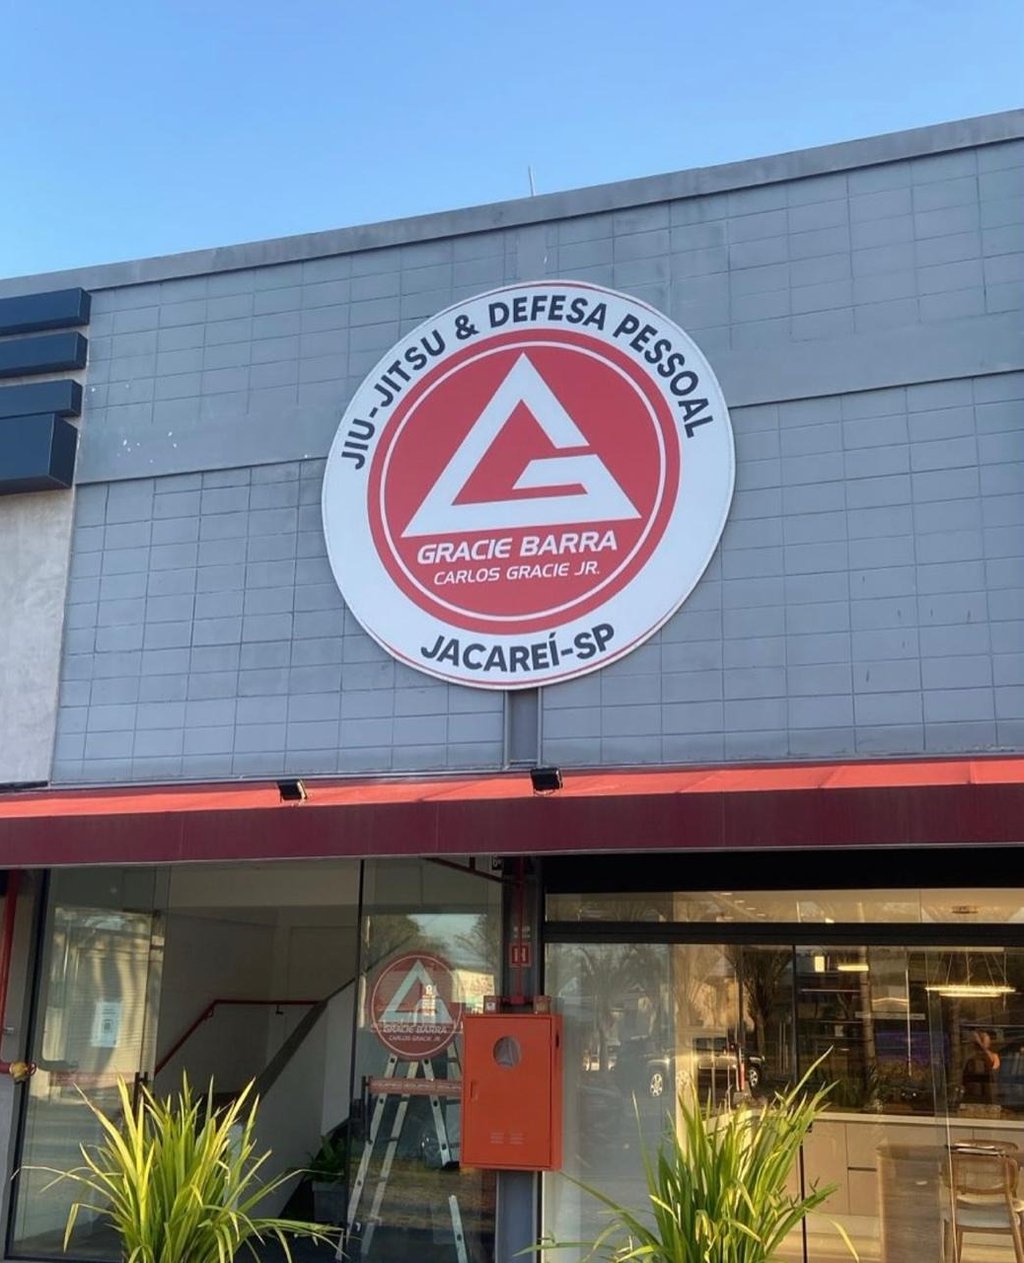 JIU-JITSU & DEFESA PESSOAL
GRACIE BARRA
CARLOS GRACIE JR.
JACAREÍ-SP
GRACIE BARRA
CARLOS GRACIE JR.
H